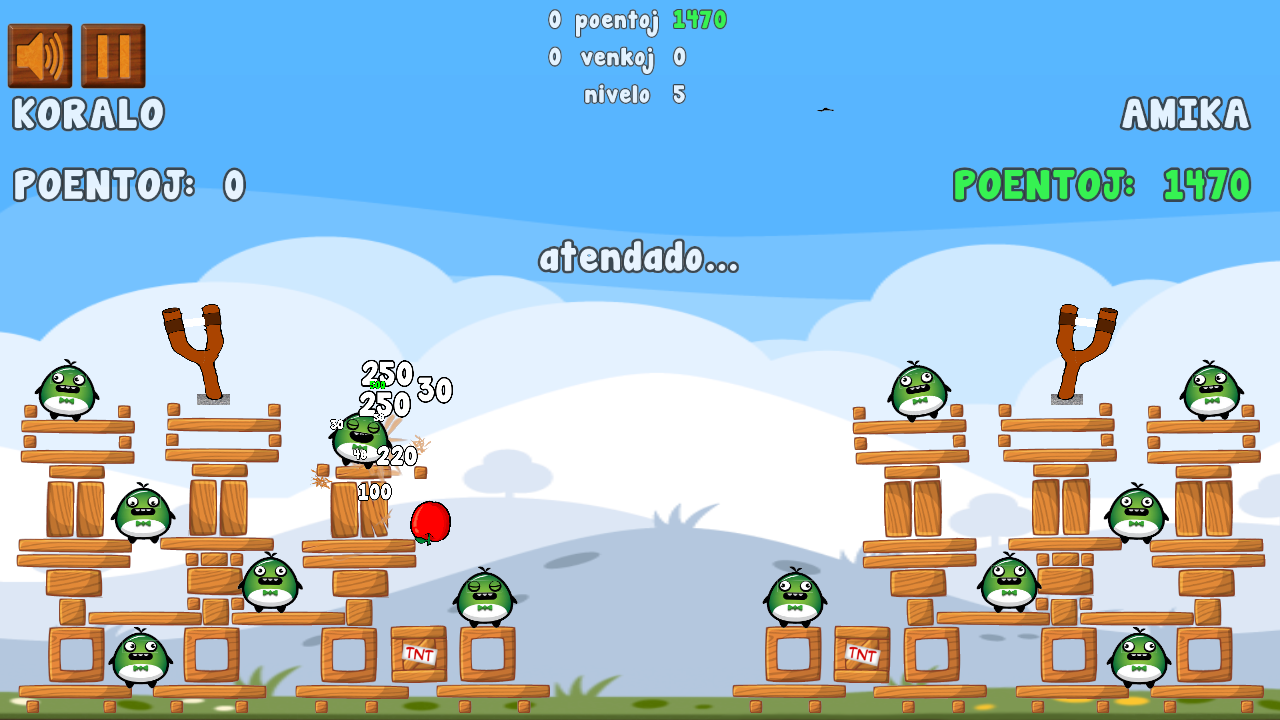 0 poentoj 1470
0 venkoj 0
nivelo 5
KORALO
AMIKA
POENTOJ: 0
POENTOJ: 1470
atendado...
250
30
250
30
220
100
TNT
TNT